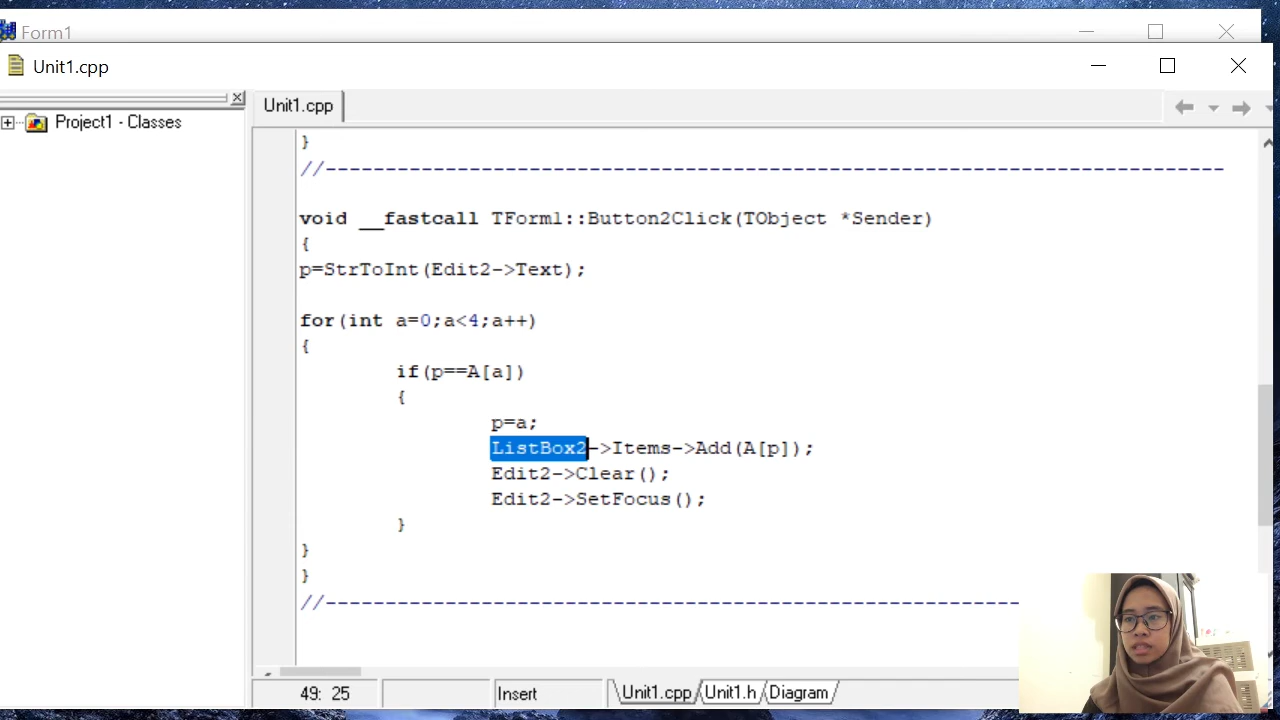 Form1
Unit1.cpp
Unit1.cpp
Project1 - Classes
}
//---------------------------------------------------------------------------
void __fastcall TForm1::Button2Click(TObject *Sender)
{
p=StrToInt(Edit2->Text);
for(int a=0;a<4;a++)
{
if(p==A[a])
{
p=a;
ListBox2->Items->Add(A[p]);
Edit2->Clear();
Edit2->SetFocus();
}
}
}
//----------------------------------------------------------
49: 25
Insert
Unit1.cpp Unit1.h Diagram